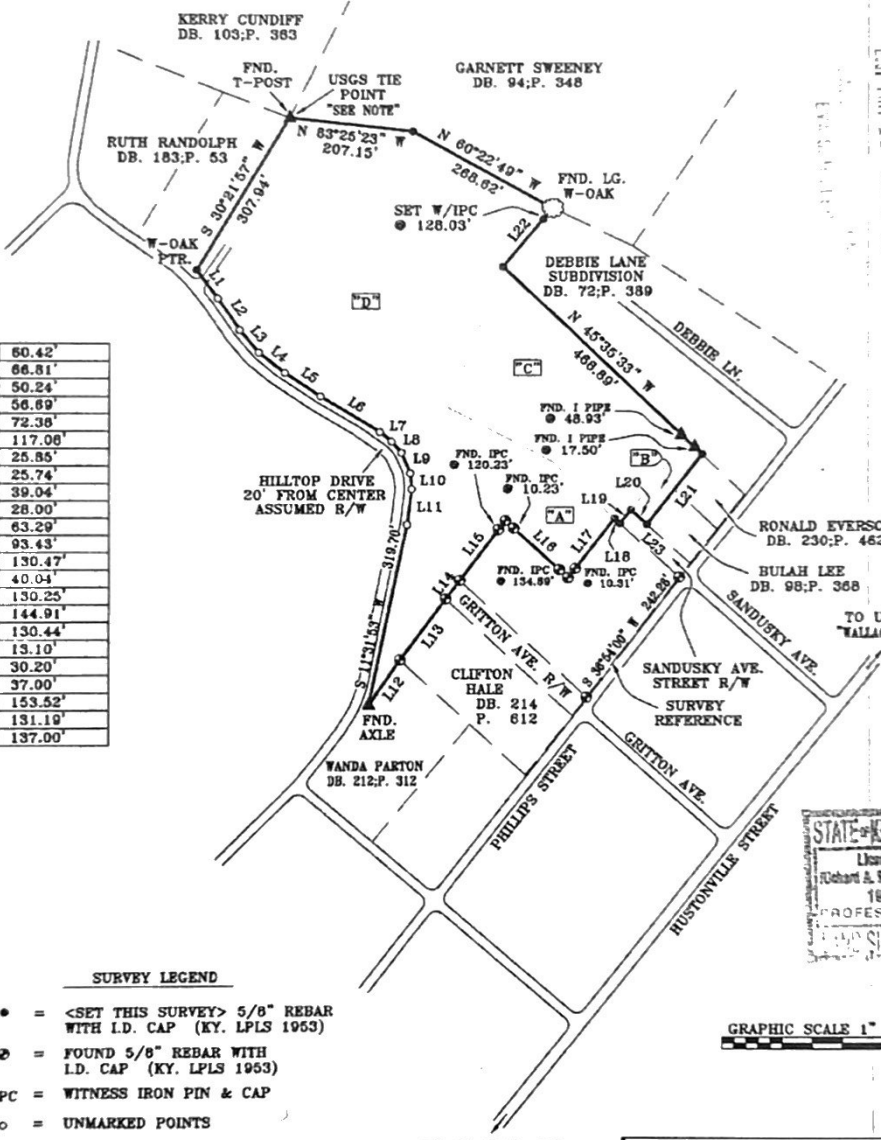 KERRY CUNDIFF
DB. 103;P. 363
FND.
T-POST
USGS TIE
POINT
"SEE NOTE"
GARNETT SWEENEY
DB. 94;P. 348
RUTH RANDOLPH
DB. 183;P. 53
N 83°25'23" W
207.15'
N 60°22'49" W
268.62'
FND. LG.
W-OAK
S 30°21'57" W
307.94'
SET W/IPC
128.03'
L22
W-OAK
PTR.
DEBBIE LANE
SUBDIVISION
DB. 72;P. 389
L1
L2
L3
L4
L5
L6
L7
L8
L9
L10
L11
"D"
N 45°35'33" W
466.89'
DEBBIE LN.
"C"
60.42'
66.81'
50.24'
56.69'
72.38'
117.08'
25.85'
25.74'
39.04'
28.00'
63.29'
93.43'
130.47'
40.04'
130.25'
144.91'
130.44'
13.10'
30.20'
37.00'
153.52'
131.19'
137.00'
FND. I PIPE
48.93'
FND. I PIPE
17.50'
"B"
FND. IPC
120.23'
FND. IPC
10.23'
HILLTOP DRIVE
20' FROM CENTER
ASSUMED R/W
L19
L20
L21
"A"
L15
L16
L17
L18
L23
RONALD EVERSO
DB. 230;P. 462
FND. IPC
134.89'
FND. IPC
10.31'
BULAH LEE
DB. 98;P. 368
L14
L13
L12
S 11°31'53" W 319.70'
GRITTON AVE. R/W
S 36°54'00" W 242.28'
SANDUSKY AVE.
TO U
"WALLA
CLIFTON
HALE
DB. 214
P. 612
SANDUSKY AVE.
STREET R/W
SURVEY
REFERENCE
FND.
AXLE
WANDA PARTON
DB. 212;P. 312
GRITTON AVE.
PHILLIPS STREET
HUSTONVILLE STREET
STATE
Richard A.
PROFES
SURVEY LEGEND
= <SET THIS SURVEY> 5/8" REBAR
WITH I.D. CAP (KY. LPLS 1953)
= FOUND 5/8" REBAR WITH
I.D. CAP (KY. LPLS 1953)
PC = WITNESS IRON PIN & CAP
= UNMARKED POINTS
GRAPHIC SCALE 1"